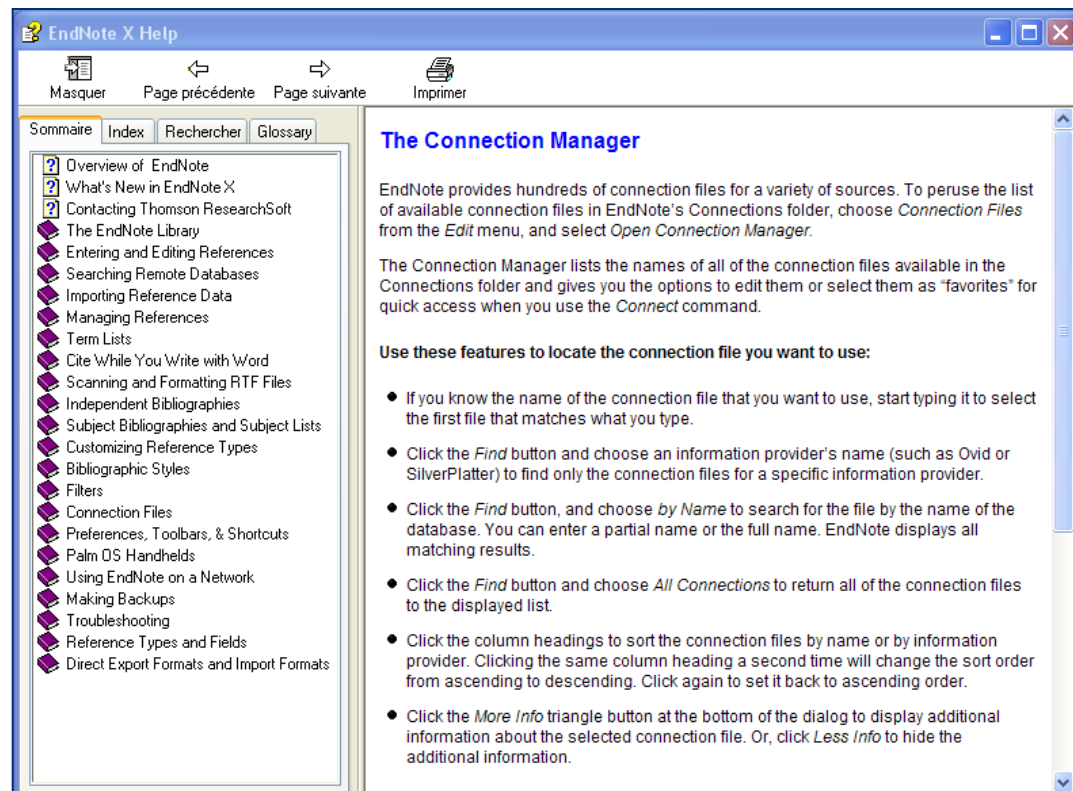 EndNote X Help
Masquer Page précédente Page suivante Imprimer
Sommaire Index Rechercher Glossary
Overview of EndNote
What's New in EndNote X
Contacting Thomson ResearchSoft
The EndNote Library
Entering and Editing References
Searching Remote Databases
Importing Reference Data
Managing References
Term Lists
Cite While You Write with Word
Scanning and Formatting RTF Files
Independent Bibliographies
Subject Bibliographies and Subject Lists
Customizing Reference Types
Bibliographic Styles
Filters
Connection Files
Preferences, Toolbars, & Shortcuts
Palm OS Handhelds
Using EndNote on a Network
Making Backups
Troubleshooting
Reference Types and Fields
Direct Export Formats and Import Formats
The Connection Manager
EndNote provides hundreds of connection files for a variety of sources. To peruse the list
of available connection files in EndNote's Connections folder, choose Connection Files
from the Edit menu, and select Open Connection Manager.
The Connection Manager lists the names of all of the connection files available in the
Connections folder and gives you the options to edit them or select them as “favorites” for
quick access when you use the Connect command.
Use these features to locate the connection file you want to use:
● If you know the name of the connection file that you want to use, start typing it to select
the first file that matches what you type.
● Click the Find button and choose an information provider's name (such as Ovid or
SilverPlatter) to find only the connection files for a specific information provider.
● Click the Find button, and choose by Name to search for the file by the name of the
database. You can enter a partial name or the full name. EndNote displays all
matching results.
● Click the Find button and choose All Connections to return all of the connection files
to the displayed list.
● Click the column headings to sort the connection files by name or by information
provider. Clicking the same column heading a second time will change the sort order
from ascending to descending. Click again to set it back to ascending order.
● Click the More Info triangle button at the bottom of the dialog to display additional
information about the selected connection file. Or, click Less Info to hide the
additional information.